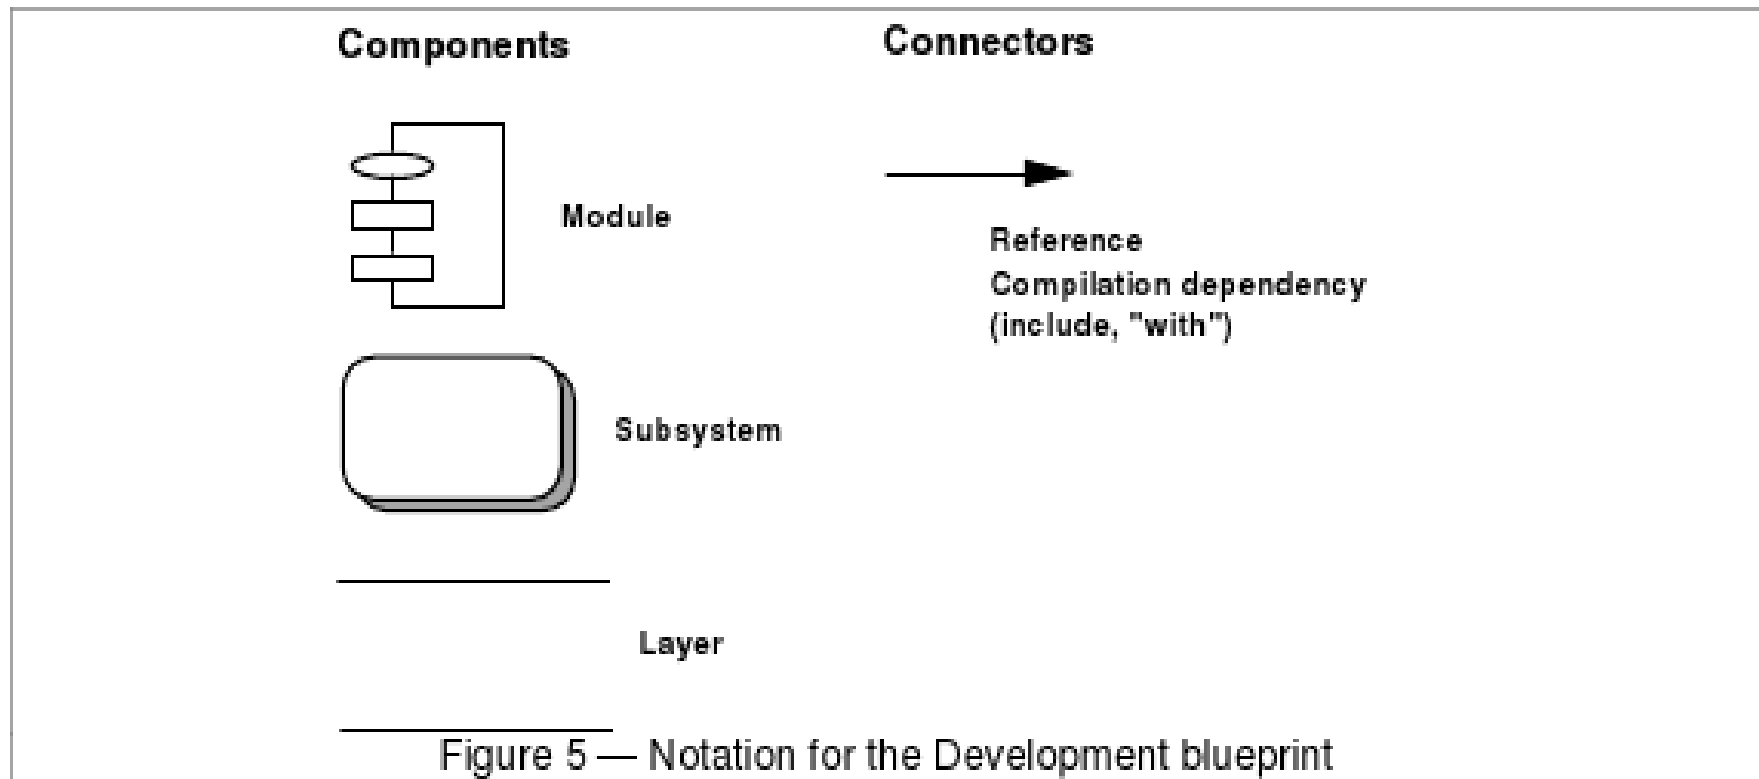 Components
Connectors
Module
Reference
Compilation dependency
(include, "with")
Subsystem
Layer
Figure 5 — Notation for the Development blueprint